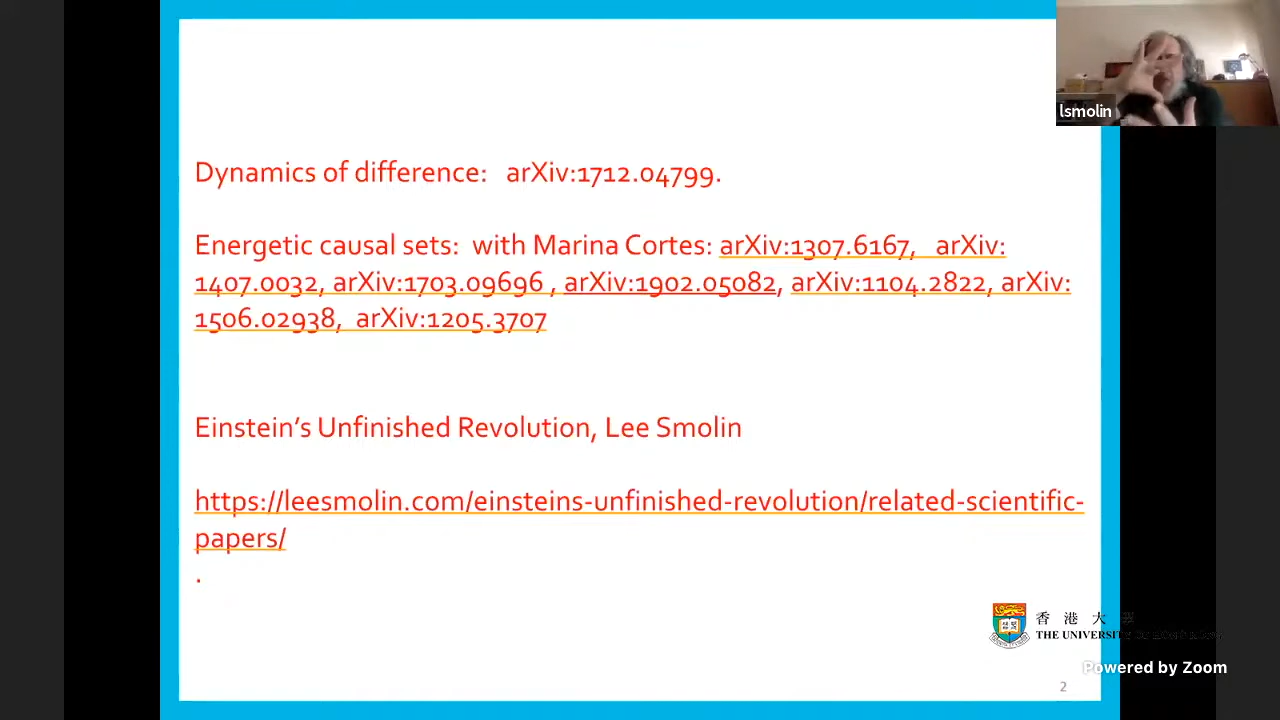 lsmolin
Dynamics of difference: arXiv:1712.04799.
Energetic causal sets: with Marina Cortes: arXiv:1307.6167, arXiv:
1407.0032, arXiv:1703.09696 , arXiv:1902.05082, arXiv:1104.2822, arXiv:
1506.02938, arXiv:1205.3707
Einstein’s Unfinished Revolution, Lee Smolin
https://leesmolin.com/einsteins-unfinished-revolution/related-scientific-
papers/
.
香港大
THE UNIVERSITY
Powered by Zoom
2